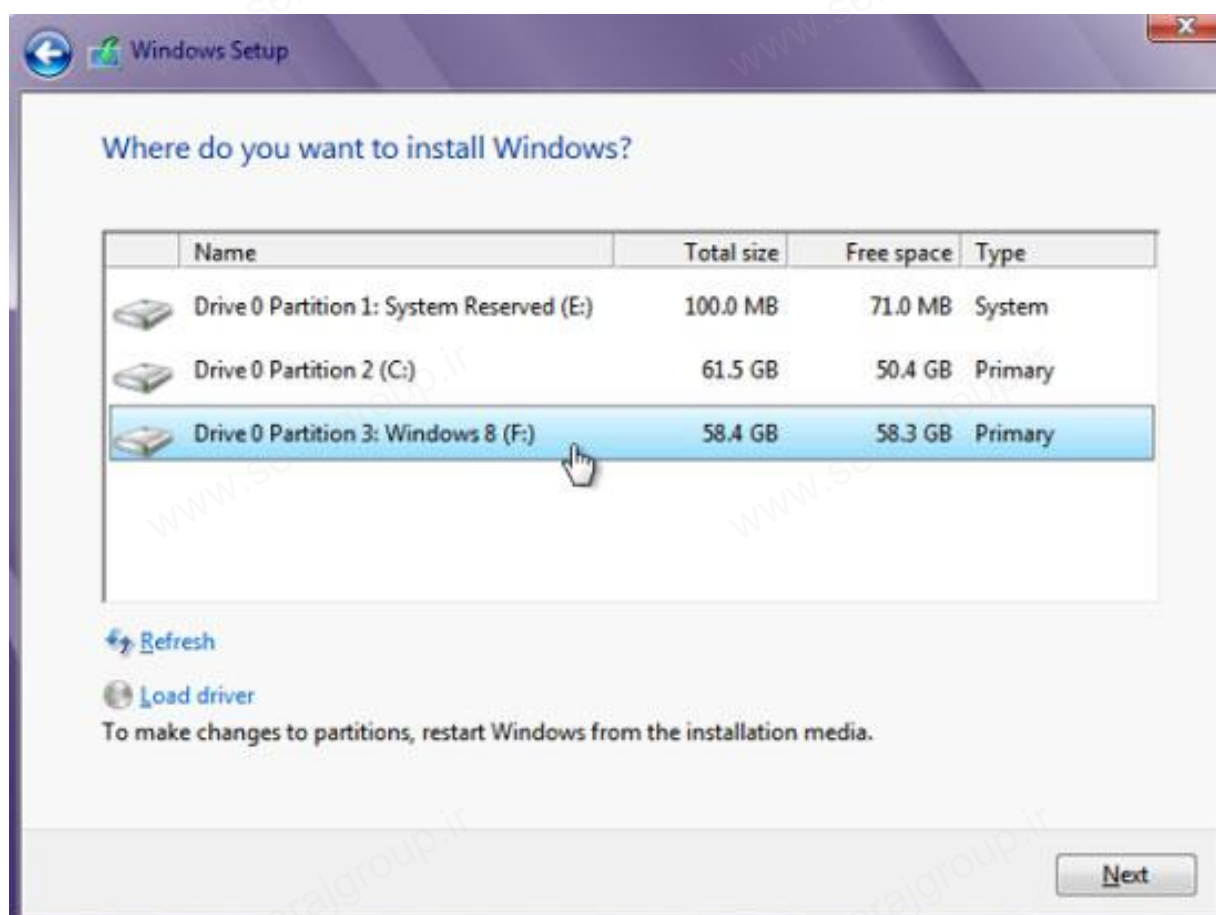 Windows Setup
Where do you want to install Windows?
Name Total size Free space Type
Drive 0 Partition 1: System Reserved (E:) 100.0 MB 71.0 MB System
Drive 0 Partition 2 (C:) 61.5 GB 50.4 GB Primary
Drive 0 Partition 3: Windows 8 (F:) 58.4 GB 58.3 GB Primary
Refresh
Load driver
To make changes to partitions, restart Windows from the installation media.
Next